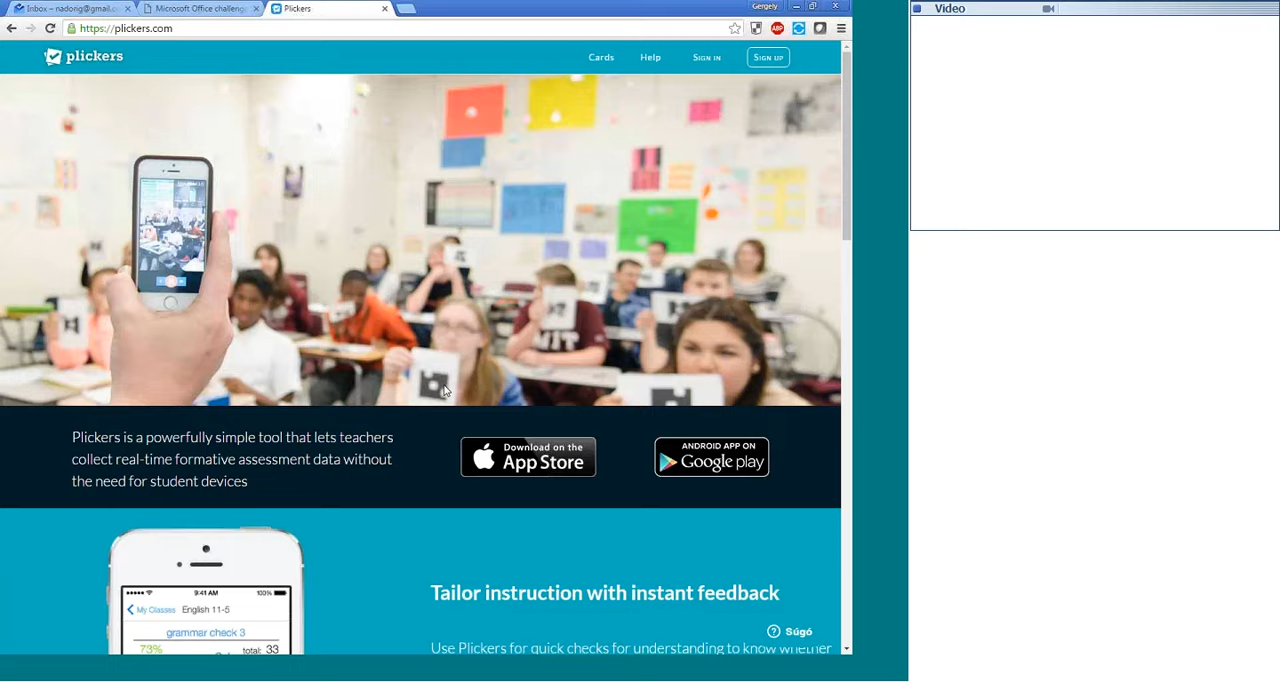 Gergely
Inbox – nadorig@gmail.c
Microsoft Office challeng
Plickers
Video
https://plickers.com
ABP
plickers
Cards
Help
Sign in
Sign up
MIT
Plickers is a powerfully simple tool that lets teachers
collect real-time formative assessment data without
the need for student devices
Download on the
App Store
ANDROID APP ON
Google play
9:41 AM
100%
My Classes
English 11-5
grammar check 3
73%
total: 33
Tailor instruction with instant feedback
Súgó
Use Plickers for quick checks for understanding to know whether